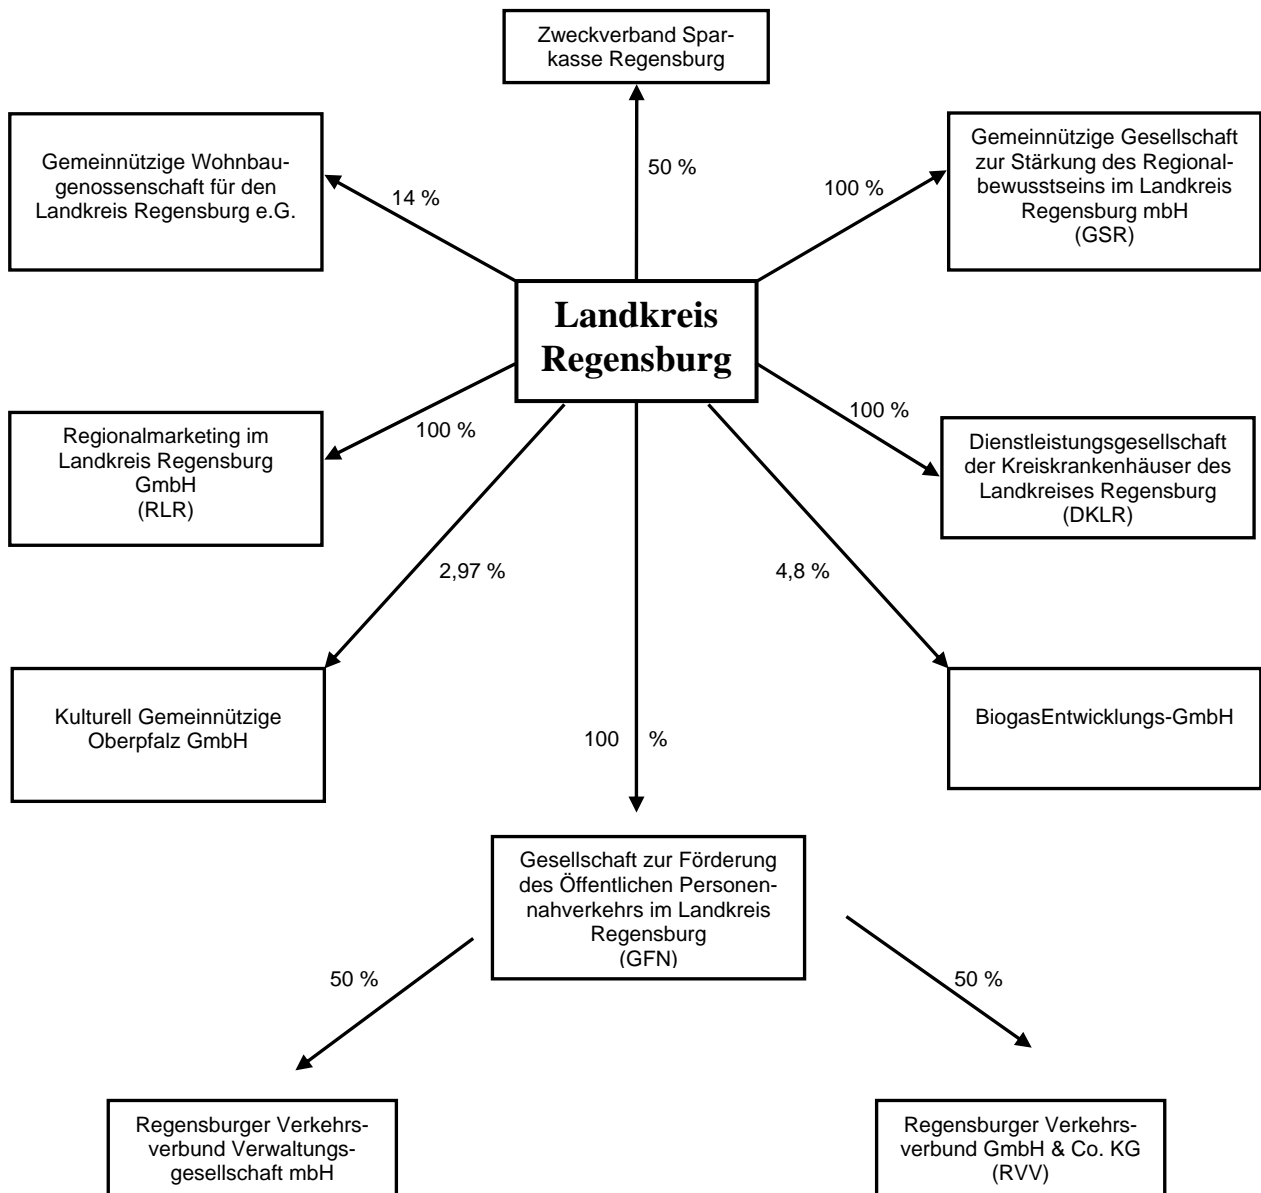 Zweckverband Spar-
kasse Regensburg
Gemeinnützige Wohnbau-
genossenschaft für den
Landkreis Regensburg e.G.
14 %
50 %
100 %
Gemeinnützige Gesellschaft
zur Stärkung des Regional-
bewusstseins im Landkreis
Regensburg mbH
(GSR)
Landkreis
Regensburg
Regionalmarketing im
Landkreis Regensburg
GmbH
(RLR)
100 %
100 %
Dienstleistungsgesellschaft
der Kreiskrankenhäuser des
Landkreises Regensburg
(DKLR)
2,97 %
4,8 %
Kulturell Gemeinnützige
Oberpfalz GmbH
100 %
BiogasEntwicklungs-GmbH
Gesellschaft zur Förderung
des Öffentlichen Personen-
nahverkehrs im Landkreis
Regensburg
(GFN)
50 %
50 %
Regensburger Verkehrs-
verbund Verwaltungs-
gesellschaft mbH
Regensburger Verkehrs-
verbund GmbH & Co. KG
(RVV)